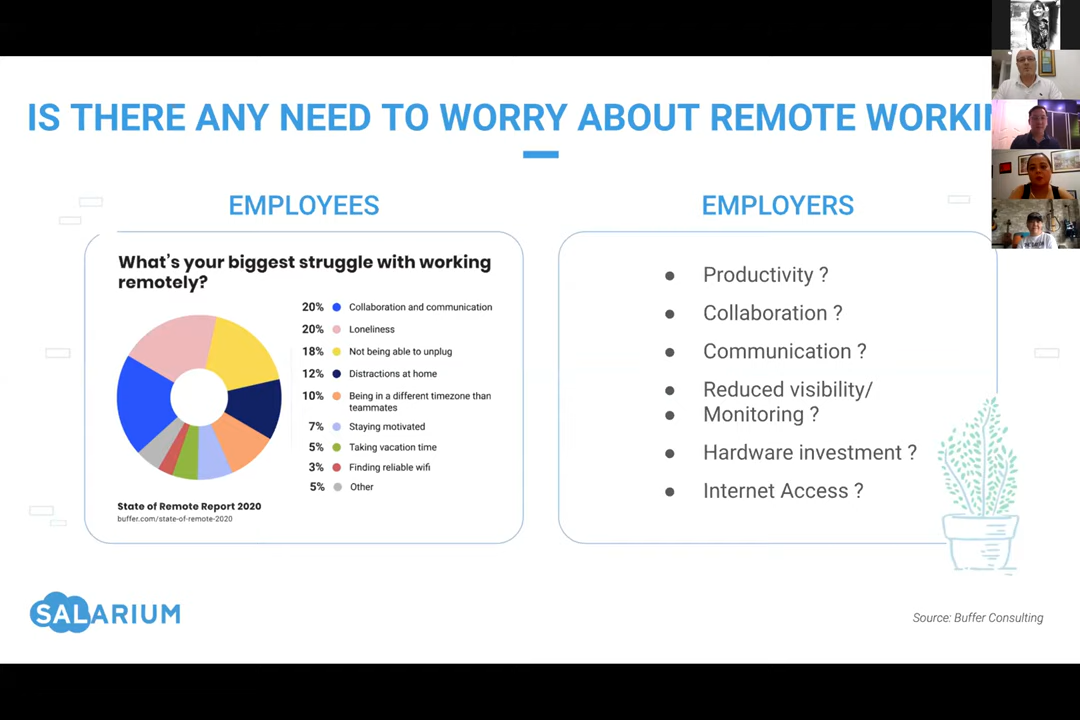 IS THERE ANY NEED TO WORRY ABOUT REMOTE WORKIN
EMPLOYEES
What's your biggest struggle with working
remotely?
20% Collaboration and communication
20% Loneliness
18% Not being able to unplug
12% Distractions at home
10% Being in a different timezone than
teammates
7% Staying motivated
5% Taking vacation time
3% Finding reliable wifi
5% Other
State of Remote Report 2020
buffer.com/state-of-remote-2020
EMPLOYERS
● Productivity ?
● Collaboration ?
● Communication ?
● Reduced visibility/
● Monitoring ?
● Hardware investment ?
● Internet Access ?
SALARIUM
Source: Buffer Consulting